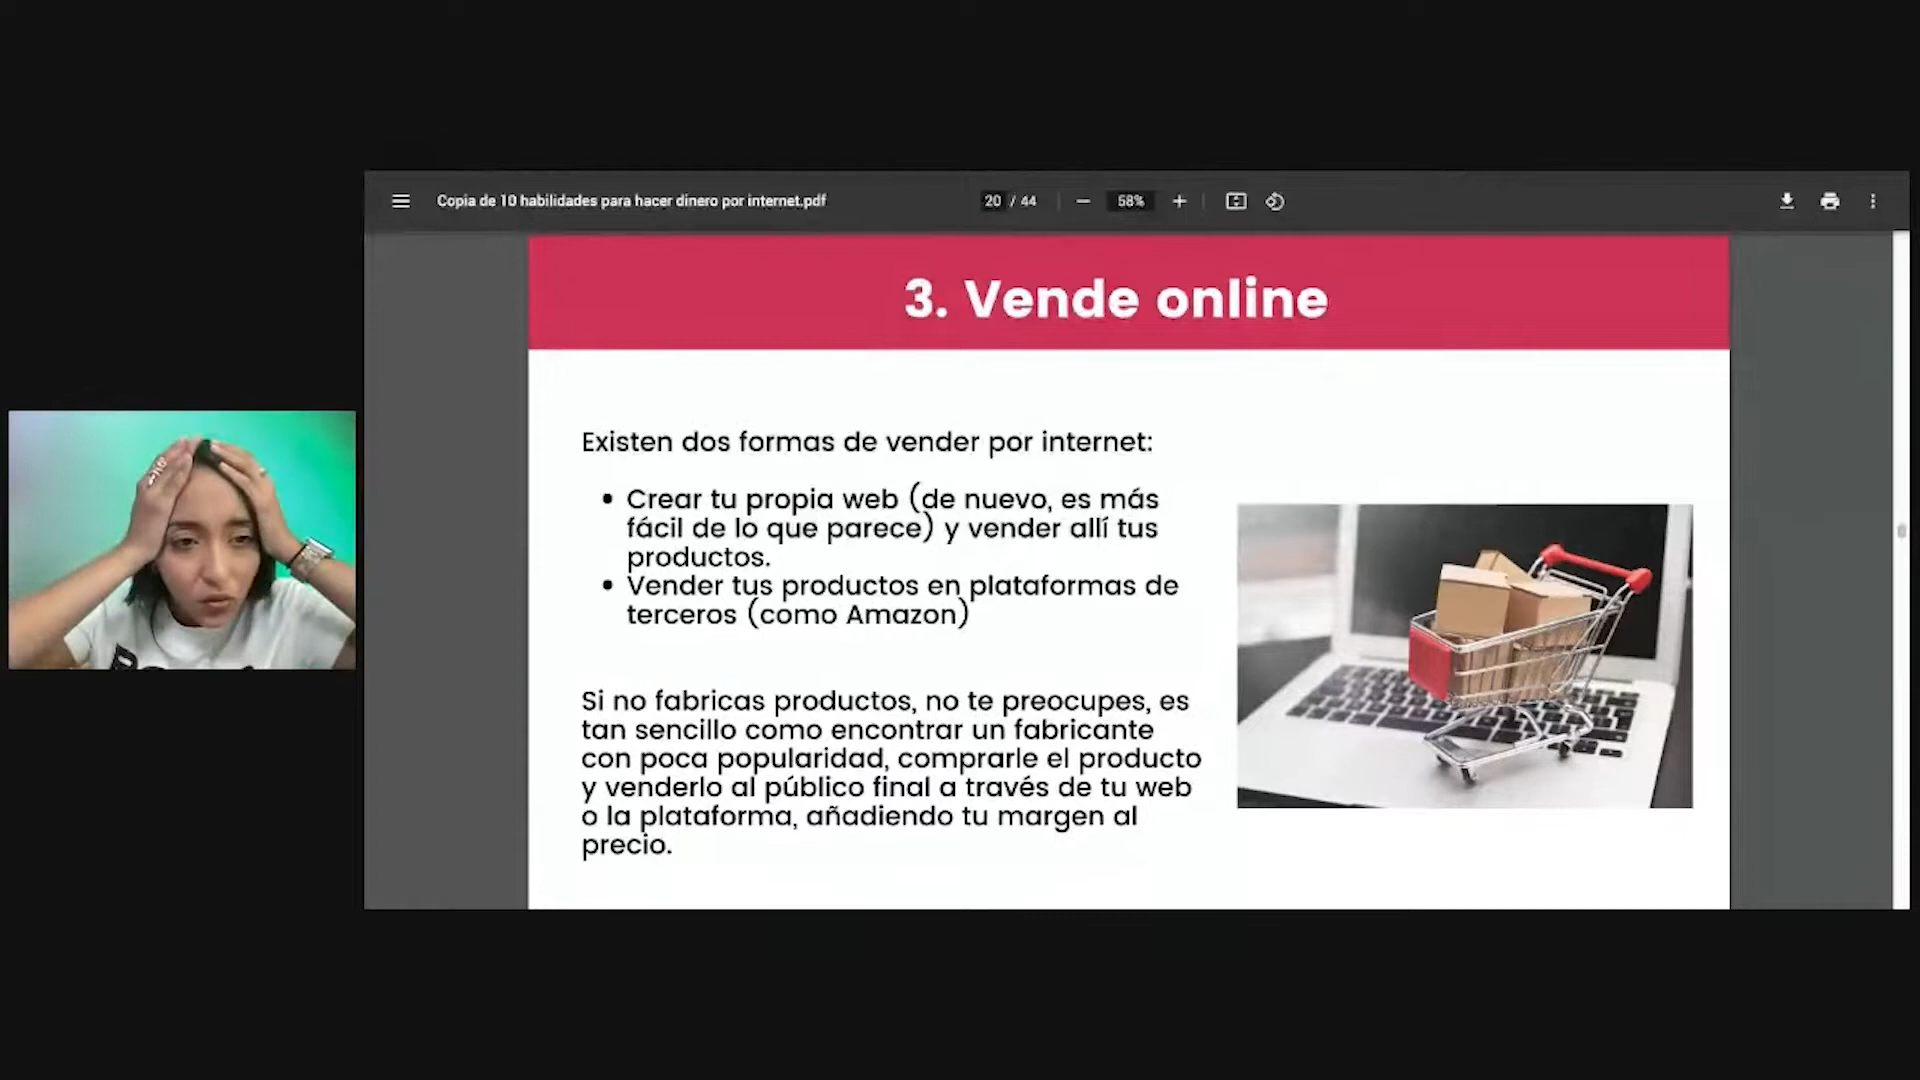 Copia de 10 habilidades para hacer dinero por internet.pdf
20 / 44
58%
3. Vende online
Existen dos formas de vender por internet:
• Crear tu propia web (de nuevo, es más
fácil de lo que parece) y vender allí tus
productos.
• Vender tus productos en plataformas de
terceros (como Amazon)
Si no fabricas productos, no te preocupes, es
tan sencillo como encontrar un fabricante
con poca popularidad, comprarle el producto
y venderlo al público final a través de tu web
o la plataforma, añadiendo tu margen al
precio.